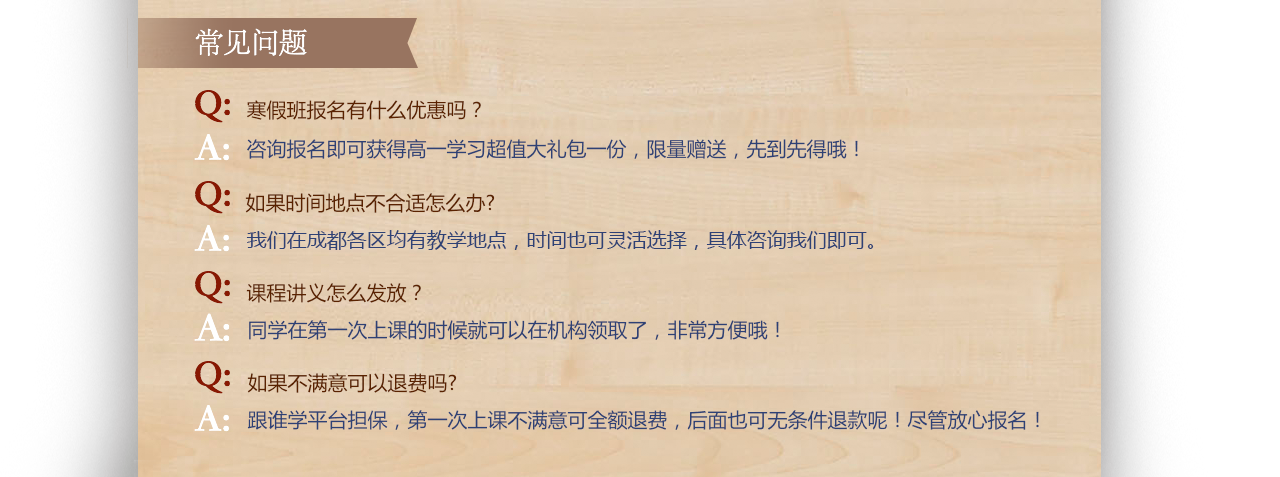 常见问题
Q: 寒假班报名有什么优惠吗？
A: 咨询报名即可获得高一学习超值大礼包一份，限量赠送，先到先得哦！
Q: 如果时间地点不合适怎么办?
A: 我们在成都各区均有教学地点，时间也可灵活选择，具体咨询我们即可。
Q: 课程讲义怎么发放？
A: 同学在第一次上课的时候就可以在机构领取了，非常方便哦！
Q: 如果不满意可以退费吗?
A: 跟谁学平台担保，第一次上课不满意可全额退费，后面也可无条件退款呢！尽管放心报名！